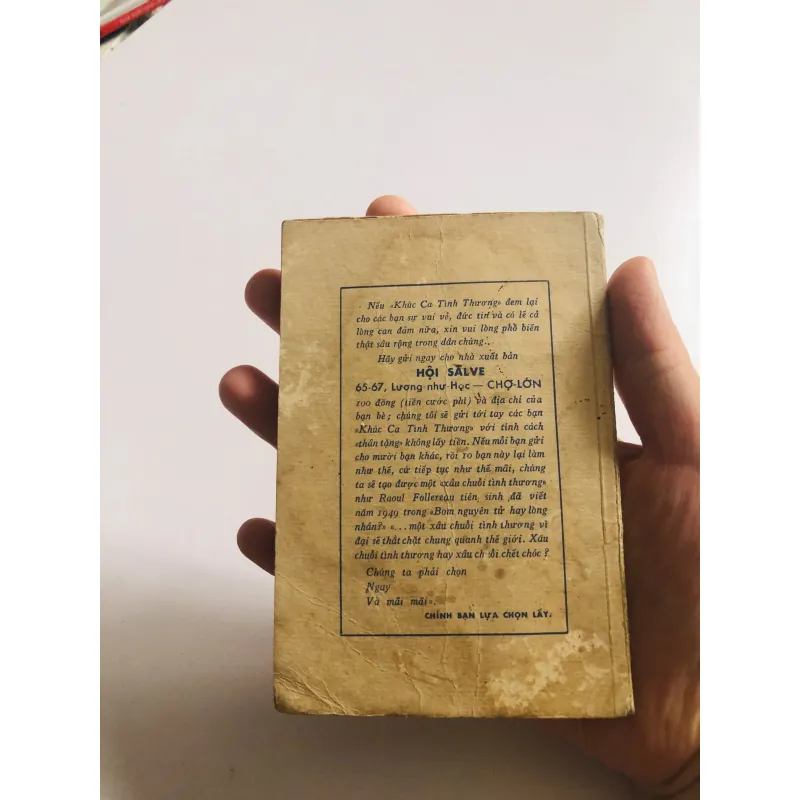 Nếu «Khúc Ca Tình Thương» đem lại
cho các bạn sự vui vẻ, đức tin và có lẽ cả
lòng can đảm nữa, xin vui lòng phổ biến
thật sâu rộng trong dân chúng..
Hãy gửi ngay cho nhà xuất bản
HỘI SALVE
65-67, Lượng như-Học — CHỢ-LỚN
100 đồng (tiền cước phí) và địa chỉ của
bạn bè; chúng tôi sẽ gửi tới tay các bạn
«Khúc Ca Tình Thương» với tính cách
«thân tặng» không lấy tiền. Nếu mỗi bạn gửi
cho mười bạn khác, rồi 10 bạn này lại làm
như thế, cứ tiếp tục như thế mãi, chúng
ta sẽ tạo được một «xâu chuỗi tình thương»
như Raoul Follereau tiên sinh đã viết
năm 1949 trong «Bom nguyên tử hay lòng
nhân?» «...một xâu chuỗi tình thương vĩ
đại sẽ thắt chặt chung quanh thế giới. Xâu
chuỗi tình thương hay xâu chuỗi chết chóc?
Chúng ta phải chọn
Ngay
Và mãi mãi».
CHÍNH BẠN LỰA CHỌN LẤY.